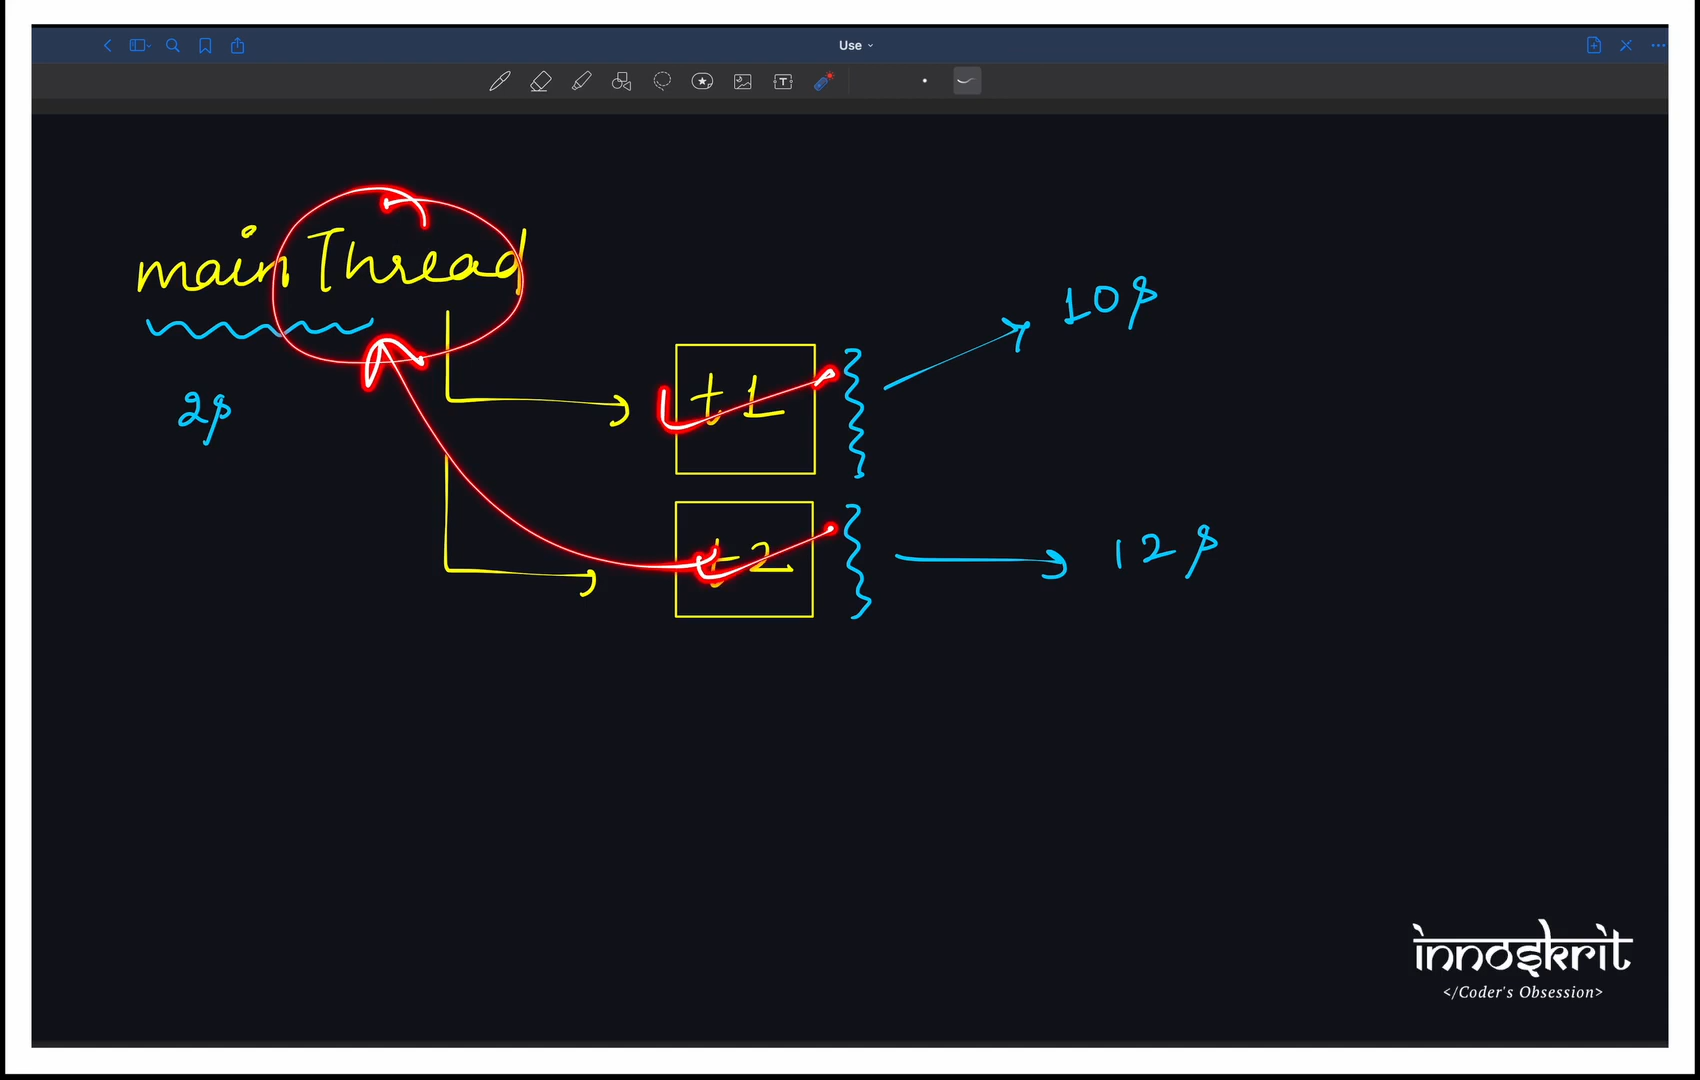 Use
main Thread
10s
2s
t1
t2
12s
innoskrit
</Coder's Obsession>